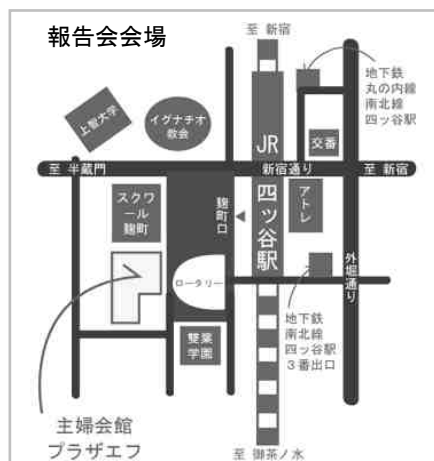 報告会会場
至 新宿
地下鉄
丸の内線
南北線
四ッ谷駅
上智大学
イグナチオ
教会
JR
四ッ谷駅
交番
至 半蔵門
新宿通り
至 新宿
スクワ
ール
麹町
麹町口
アトレ
ロータリー
外堀通り
雙葉
学園
地下鉄
南北線
四ッ谷駅
3番出口
主婦会館
プラザエフ
至 御茶ノ水